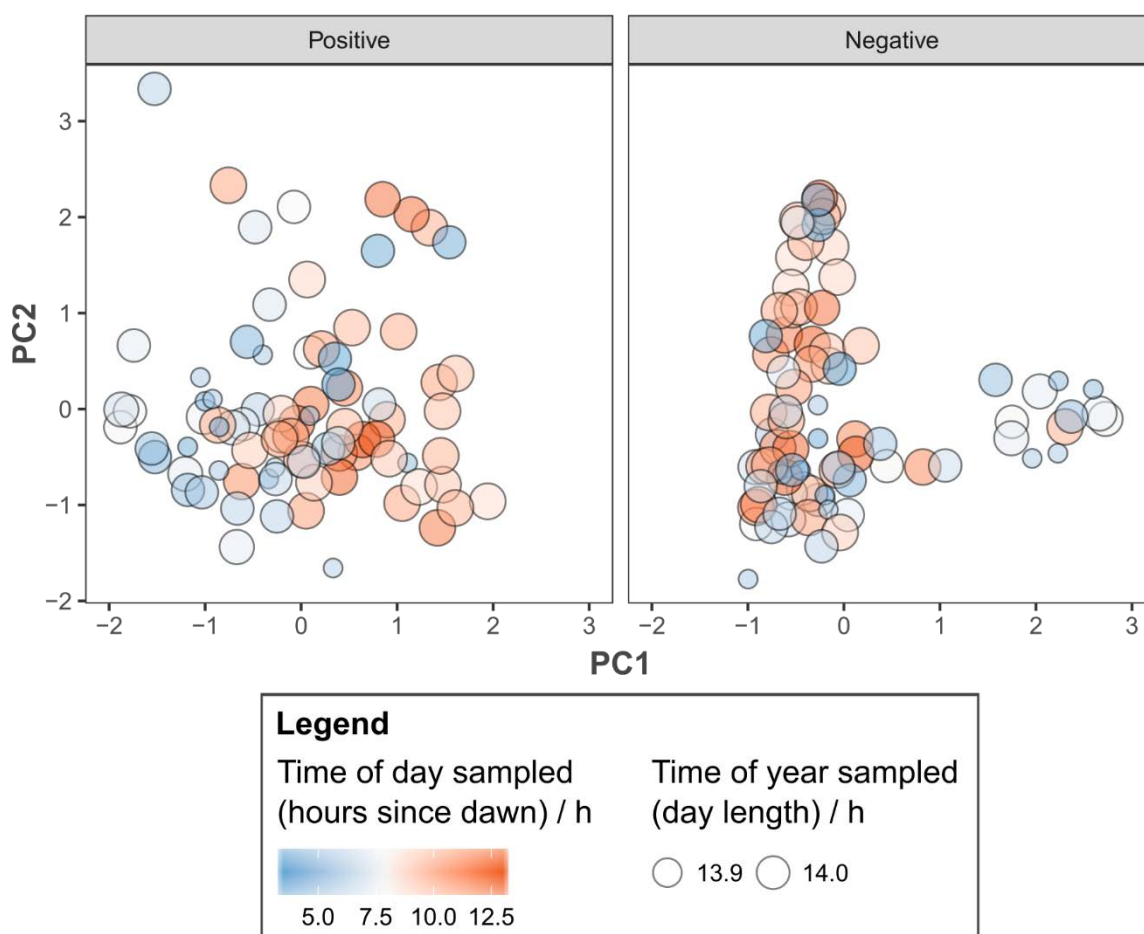 Positive
Negative
3
2
1
0
−1
−2
PC2
−2 −1 0 1 2 3
−2 −1 0 1 2 3
PC1
Legend
Time of day sampled
(hours since dawn) / h
5.0 7.5 10.0 12.5
Time of year sampled
(day length) / h
13.9 14.0